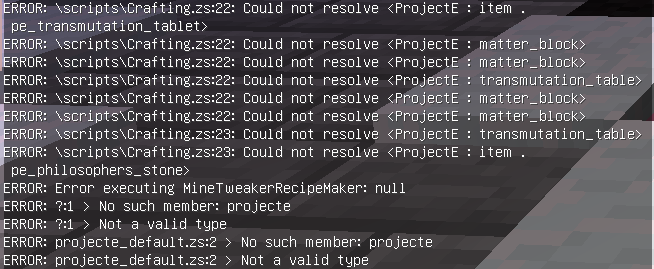 ERROR: \scripts\Crafting.zs:22: Could not resolve <ProjectE : item .
pe_transmutation_tablet>
ERROR: \scripts\Crafting.zs:22: Could not resolve <ProjectE : matter_block>
ERROR: \scripts\Crafting.zs:22: Could not resolve <ProjectE : matter_block>
ERROR: \scripts\Crafting.zs:22: Could not resolve <ProjectE : transmutation_table>
ERROR: \scripts\Crafting.zs:22: Could not resolve <ProjectE : matter_block>
ERROR: \scripts\Crafting.zs:22: Could not resolve <ProjectE : matter_block>
ERROR: \scripts\Crafting.zs:23: Could not resolve <ProjectE : transmutation_table>
ERROR: \scripts\Crafting.zs:23: Could not resolve <ProjectE : item .
pe_philosophers_stone>
ERROR: Error executing MineTweakerRecipeMaker: null
ERROR: ?:1 > No such member: projecte
ERROR: ?:1 > Not a valid type
ERROR: projecte_default.zs:2 > No such member: projecte
ERROR: projecte_default.zs:2 > Not a valid type